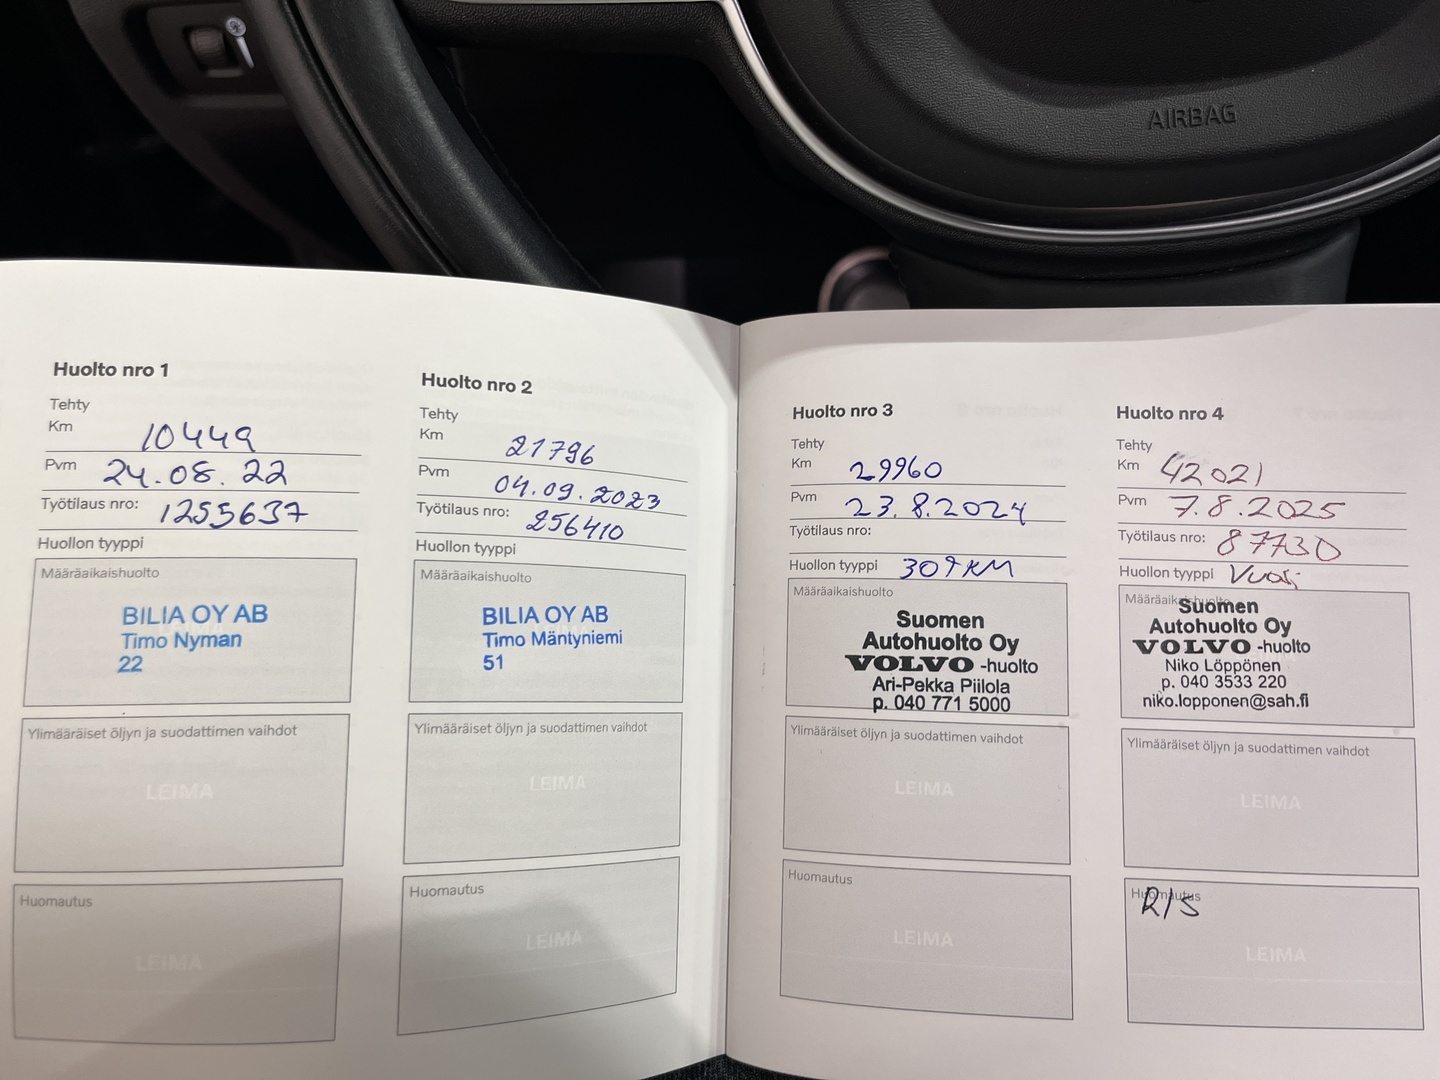 AIRBAG
Huolto nro 1
Tehty
Km 10449
Pvm 24.08.22
Työtilaus nro: 1255637
Huollon tyyppi
Määräaikaishuolto
BILIA OY AB
Timo Nyman
22
Ylimääräiset öljyn ja suodattimen vaihdot
LEIMA
Huomautus
LEIMA
Huolto nro 2
Tehty
Km 21796
Pvm 04.09.2023
Työtilaus nro: 256410
Huollon tyyppi
Määräaikaishuolto
BILIA OY AB
Timo Mäntyniemi
51
Ylimääräiset öljyn ja suodattimen vaihdot
LEIMA
Huomautus
LEIMA
Huolto nro 3
Tehty
Km 29960
Pvm 23.8.2024
Työtilaus nro:
Huollon tyyppi 30TKM
Määräaikaishuolto
Suomen
Autohuolto Oy
VOLVO -huolto
Ari-Pekka Piilola
p. 040 771 5000
Ylimääräiset öljyn ja suodattimen vaihdot
LEIMA
Huomautus
LEIMA
Huolto nro 4
Tehty
Km 42021
Pvm 7.8.2025
Työtilaus nro: 87730
Huollon tyyppi Vuosi
Määräaikaishuolto
Suomen
Autohuolto Oy
VOLVO -huolto
Niko Löppönen
p. 040 3533 220
niko.lopponen@sah.fi
Ylimääräiset öljyn ja suodattimen vaihdot
LEIMA
Huomautus
R/S
LEIMA